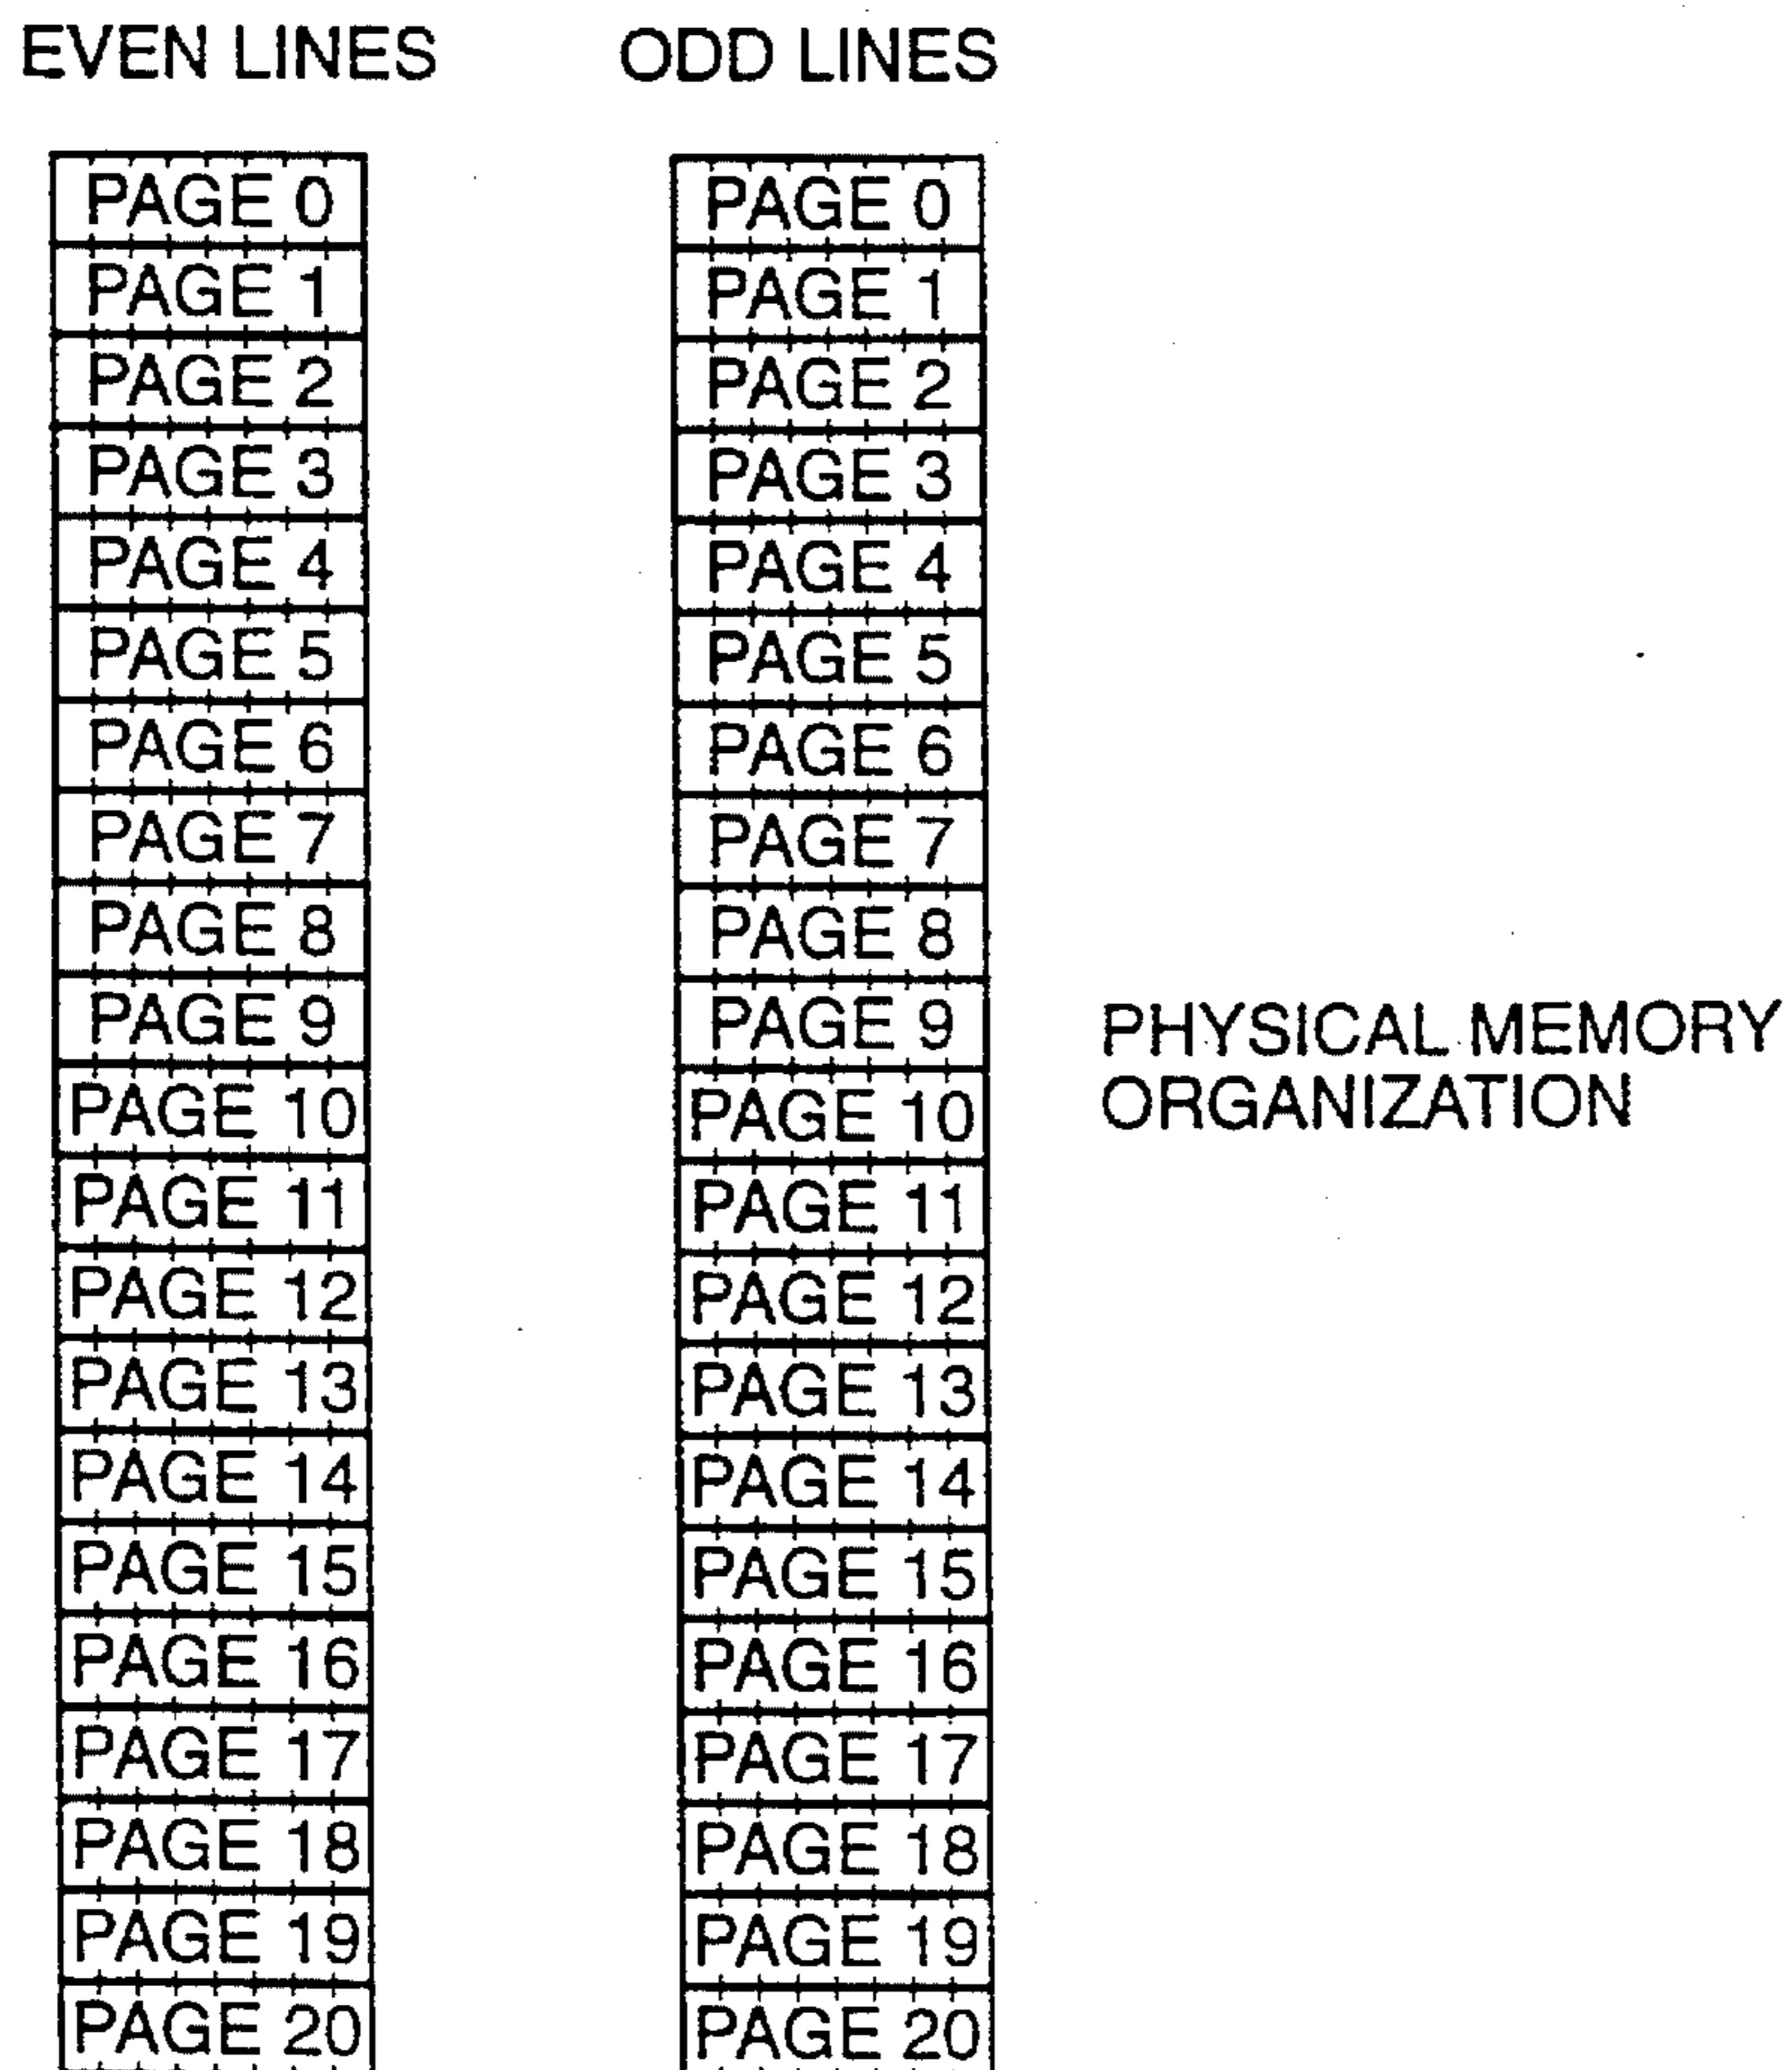 EVEN LINES ODD LINES
PAGE 0 PAGE 0
PAGE 1 PAGE 1
PAGE 2 PAGE 2
PAGE 3 PAGE 3
PAGE 4 PAGE 4
PAGE 5 PAGE 5
PAGE 6 PAGE 6
PAGE 7 PAGE 7
PAGE 8 PAGE 8
PAGE 9 PAGE 9
PAGE 10 PAGE 10
PAGE 11 PAGE 11
PAGE 12 PAGE 12
PAGE 13 PAGE 13
PAGE 14 PAGE 14
PAGE 15 PAGE 15
PAGE 16 PAGE 16
PAGE 17 PAGE 17
PAGE 18 PAGE 18
PAGE 19 PAGE 19
PAGE 20 PAGE 20
PHYSICAL MEMORY
ORGANIZATION